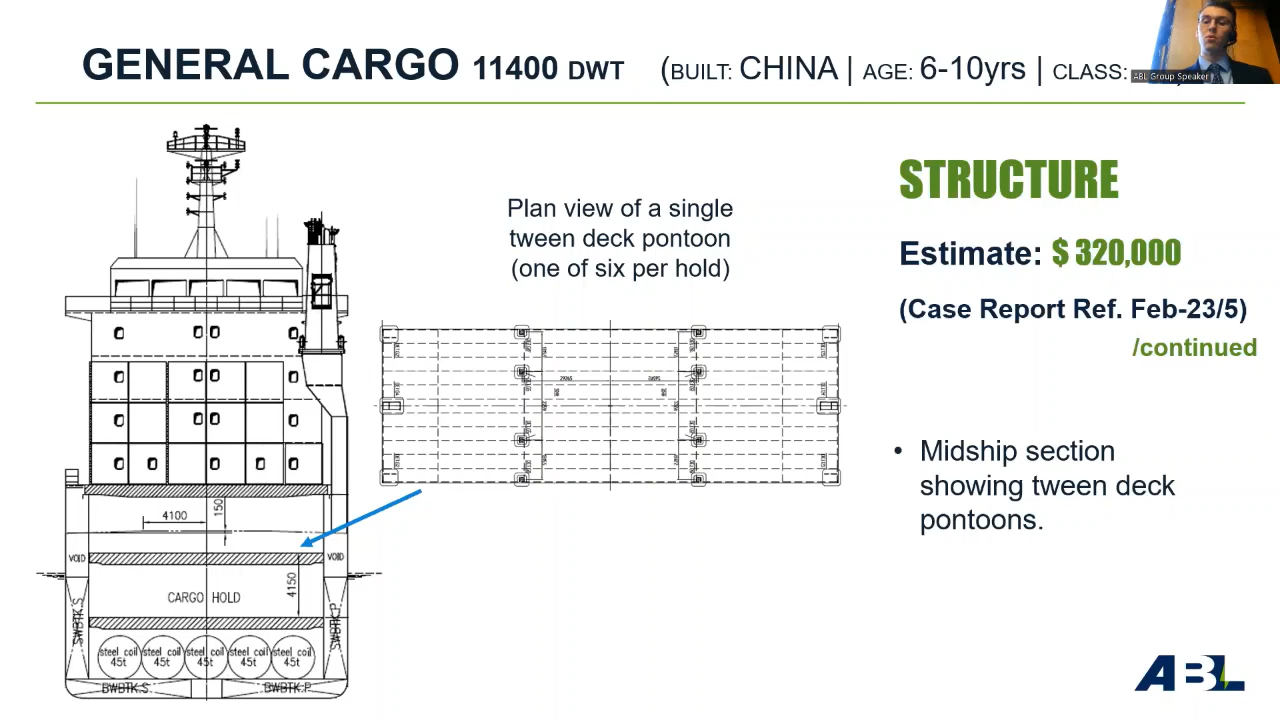 GENERAL CARGO 11400 DWT (BUILT: CHINA | AGE: 6-10yrs | CLASS:
ABL Group Speaker
STRUCTURE
Estimate: $ 320,000
(Case Report Ref. Feb-23/5)
/continued
Plan view of a single
tween deck pontoon
(one of six per hold)
• Midship section
showing tween deck
pontoons.
4100
150
VOID
VOID
4150
CARGO HOLD
steel coil steel coil steel coil steel coil steel coil
45t 45t 45t 45t 45t
BWBTK.S. BWBTK.P.
ABL